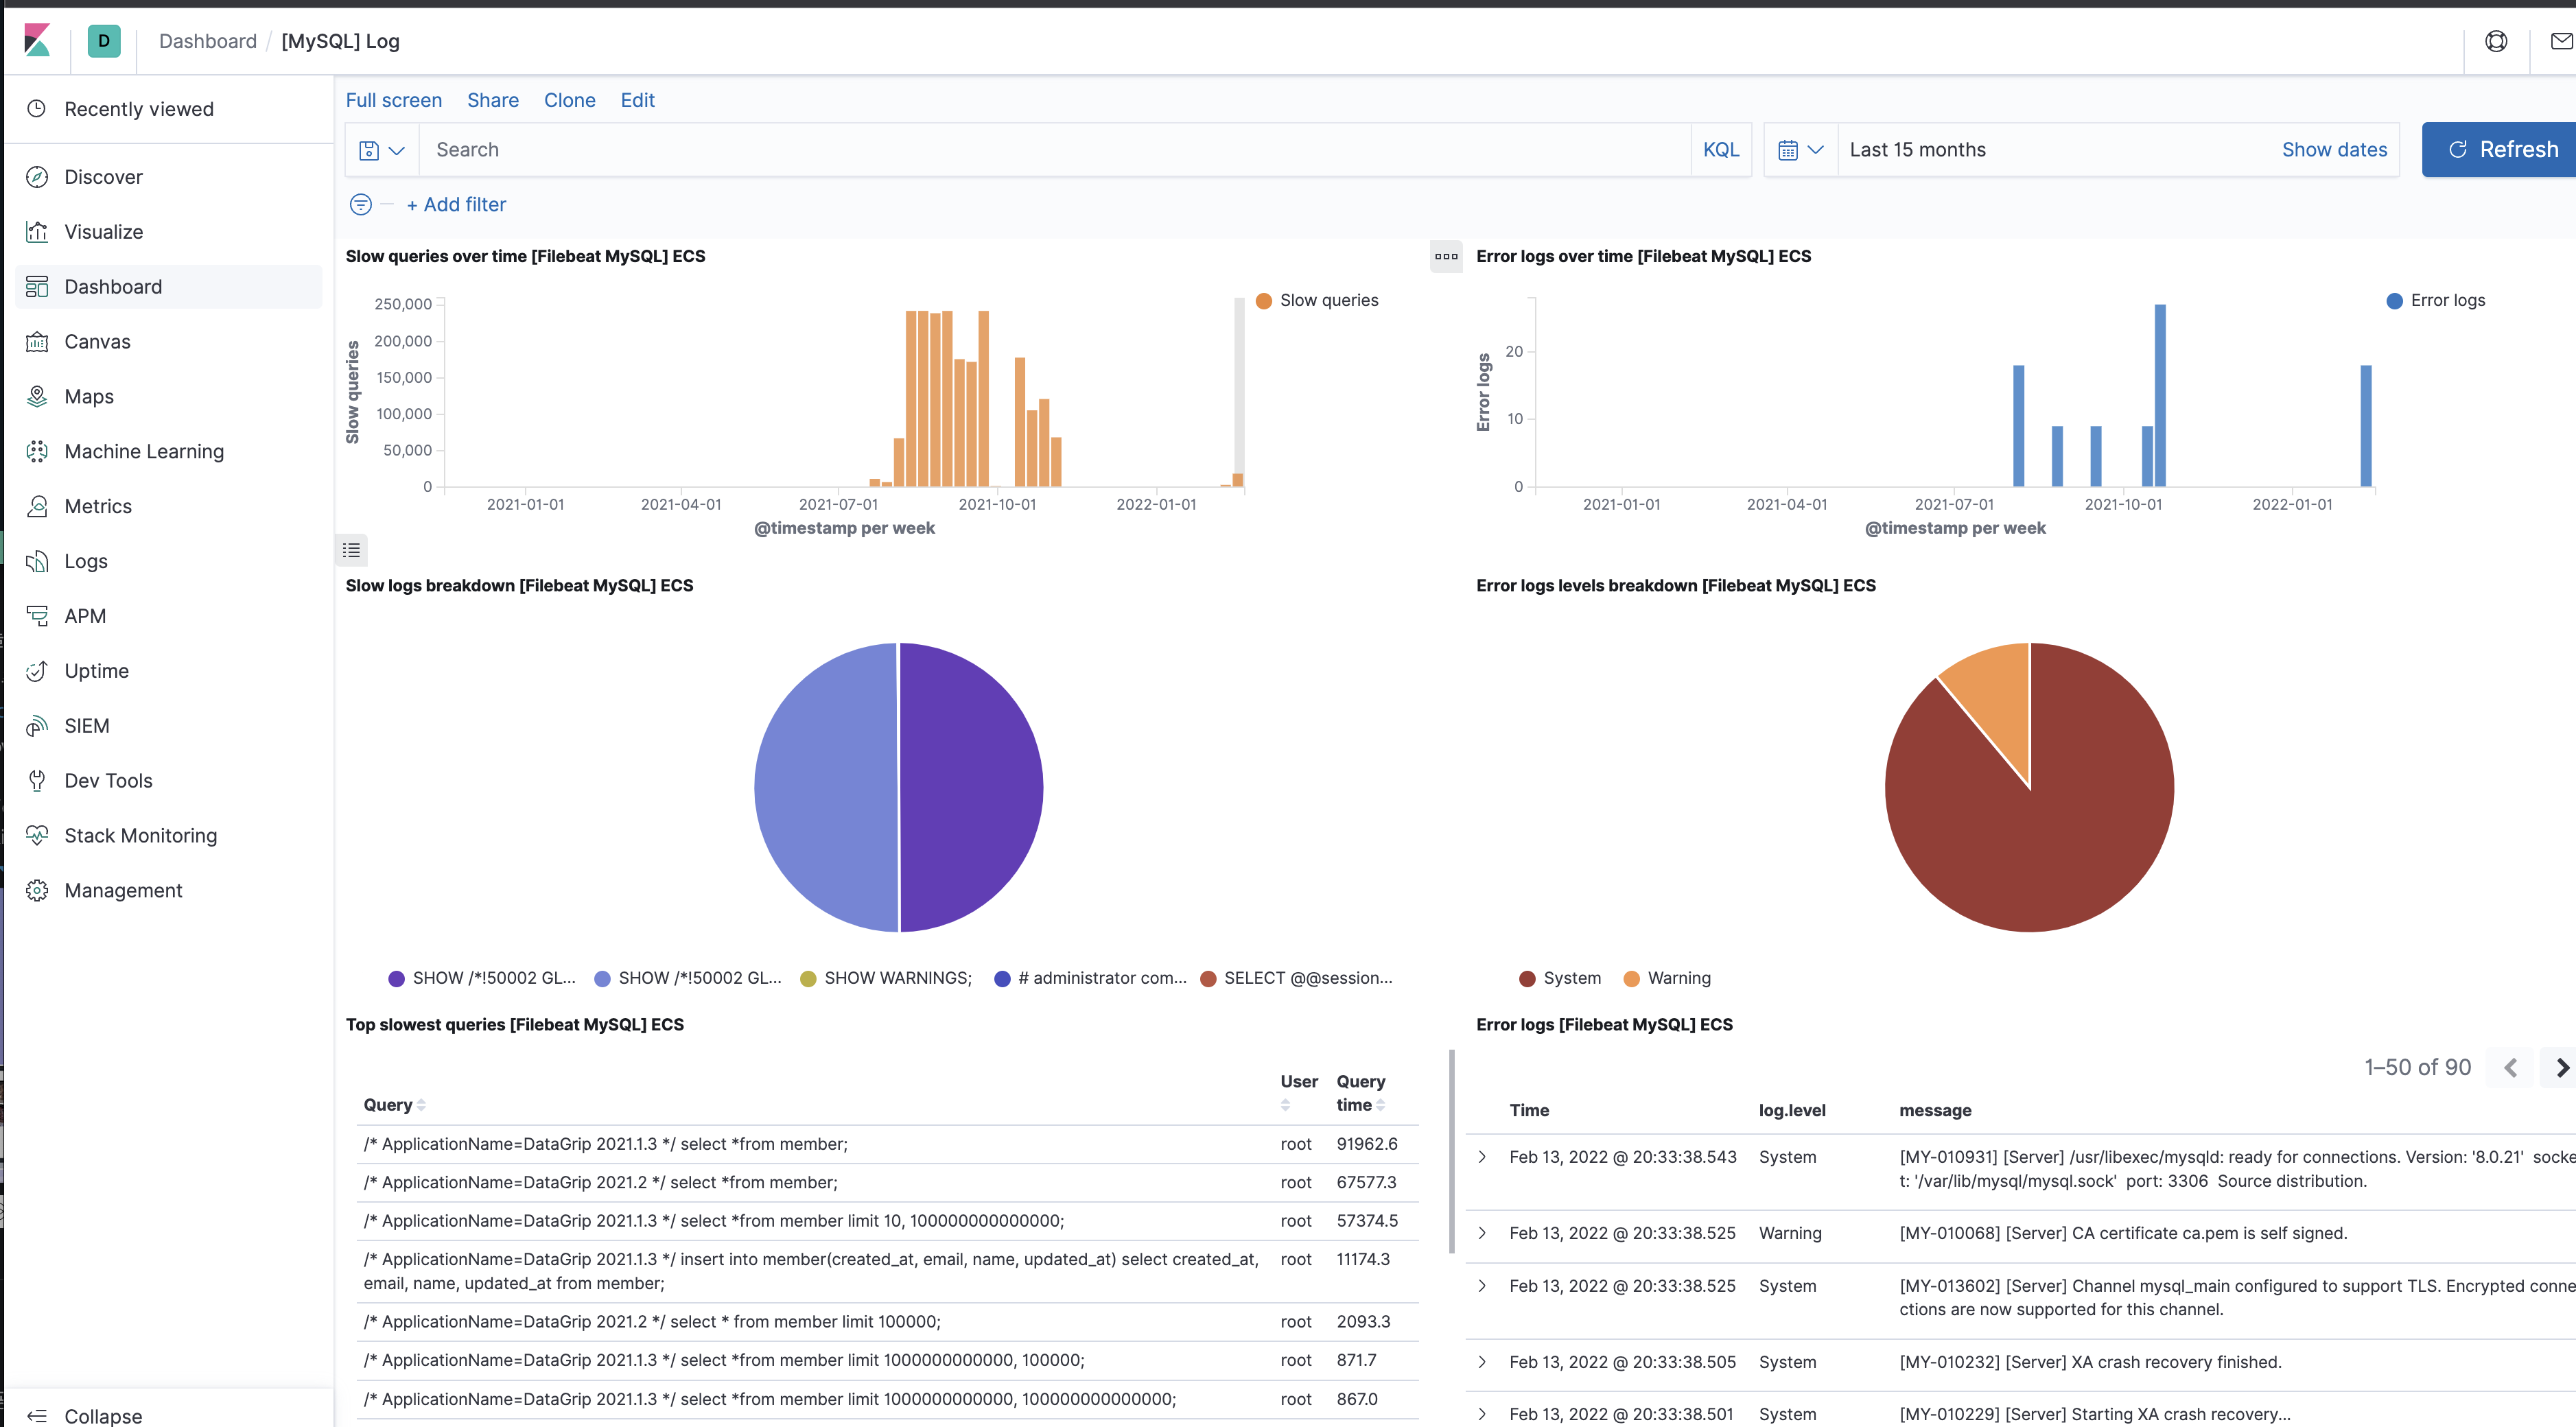 D
Dashboard / [MySQL] Log
Recently viewed
Discover
Visualize
Dashboard
Canvas
Maps
Machine Learning
Metrics
Logs
APM
Uptime
SIEM
Dev Tools
Stack Monitoring
Management
Collapse
Full screen Share Clone Edit
Search KQL Last 15 months Show dates Refresh
+ Add filter
Slow queries over time [Filebeat MySQL] ECS
250,000
200,000
150,000
100,000
50,000
0
Slow queries
2021-01-01 2021-04-01 2021-07-01 2021-10-01 2022-01-01
@timestamp per week
Slow queries
Error logs over time [Filebeat MySQL] ECS
20
10
0
Error logs
2021-01-01 2021-04-01 2021-07-01 2021-10-01 2022-01-01
@timestamp per week
Error logs
Slow logs breakdown [Filebeat MySQL] ECS
SHOW /*!50002 GL... SHOW /*!50002 GL... SHOW WARNINGS; # administrator com... SELECT @@session...
Error logs levels breakdown [Filebeat MySQL] ECS
System Warning
Top slowest queries [Filebeat MySQL] ECS
Query User Query time
/* ApplicationName=DataGrip 2021.1.3 */ select *from member; root 91962.6
/* ApplicationName=DataGrip 2021.2 */ select *from member; root 67577.3
/* ApplicationName=DataGrip 2021.1.3 */ select *from member limit 10, 100000000000000; root 57374.5
/* ApplicationName=DataGrip 2021.1.3 */ insert into member(created_at, email, name, updated_at) select created_at, root 11174.3
email, name, updated_at from member;
/* ApplicationName=DataGrip 2021.2 */ select * from member limit 100000; root 2093.3
/* ApplicationName=DataGrip 2021.1.3 */ select *from member limit 1000000000000, 100000; root 871.7
/* ApplicationName=DataGrip 2021.1.3 */ select *from member limit 1000000000000, 100000000000000; root 867.0
Error logs [Filebeat MySQL] ECS
1–50 of 90
Time log.level message
Feb 13, 2022 @ 20:33:38.543 System [MY-010931] [Server] /usr/libexec/mysqld: ready for connections. Version: '8.0.21' socke
t: '/var/lib/mysql/mysql.sock' port: 3306 Source distribution.
Feb 13, 2022 @ 20:33:38.525 Warning [MY-010068] [Server] CA certificate ca.pem is self signed.
Feb 13, 2022 @ 20:33:38.525 System [MY-013602] [Server] Channel mysql_main configured to support TLS. Encrypted conne
ctions are now supported for this channel.
Feb 13, 2022 @ 20:33:38.505 System [MY-010232] [Server] XA crash recovery finished.
Feb 13, 2022 @ 20:33:38.501 System [MY-010229] [Server] Starting XA crash recovery...